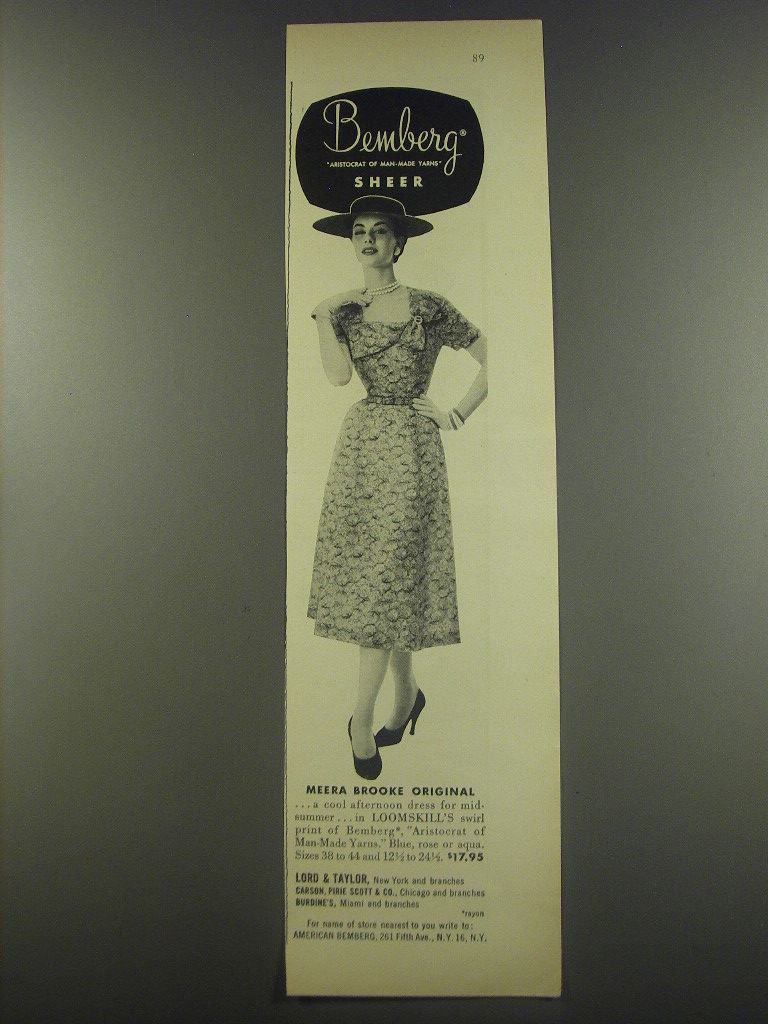 89
Bemberg®
"ARISTOCRAT OF MAN-MADE YARNS"
SHEER
MEERA BROOKE ORIGINAL
...a cool afternoon dress for mid-
summer...in LOOMSKILL'S swirl
print of Bemberg*, "Aristocrat of
Man-Made Yarns." Blue, rose or aqua.
Sizes 38 to 44 and 12½ to 24½. $17.95
LORD & TAYLOR, New York and branches
CARSON, PIRIE SCOTT & CO., Chicago and branches
BURDINE'S, Miami and branches
*rayon
For name of store nearest to you write to:
AMERICAN BEMBERG, 261 Fifth Ave., N.Y. 16, N.Y.